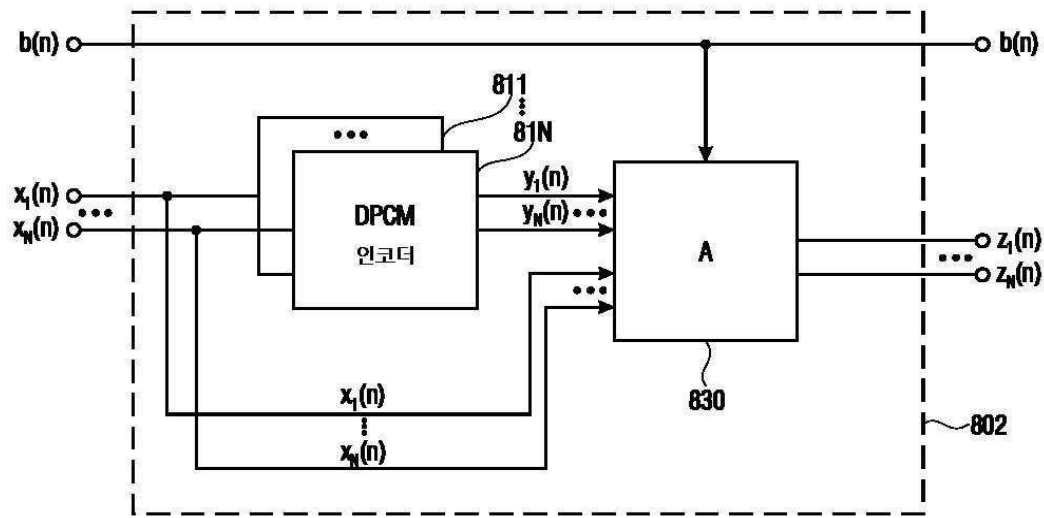 b(n) b(n)
811
81N
x₁(n) y₁(n)
xₙ(n) DPCM yₙ(n)
인코더 A z₁(n)
zₙ(n)
x₁(n) 830
xₙ(n) 802